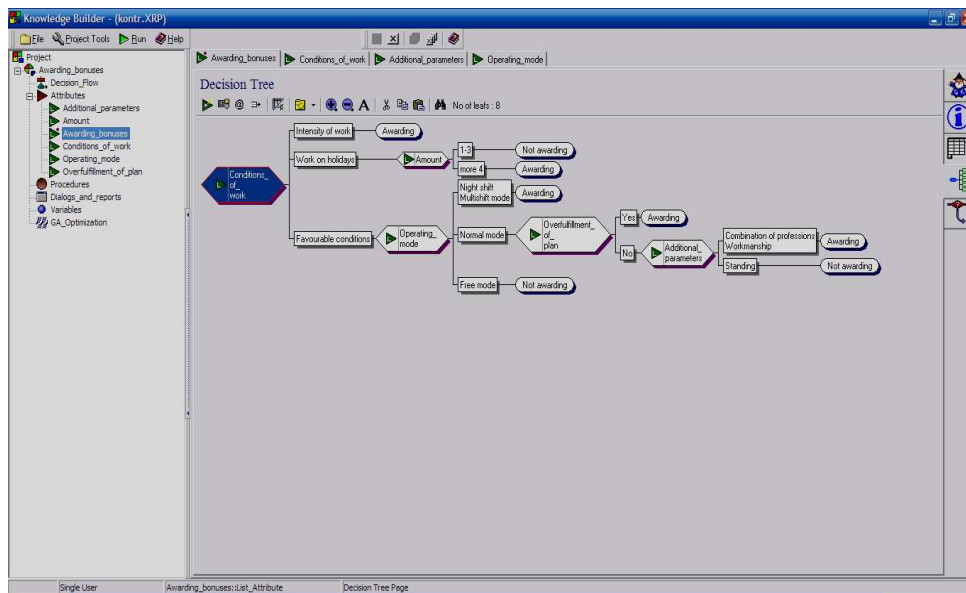 Knowledge Builder - (kontr.XRP)
File Project Tools Run Help
Project
Awarding_bonuses
Decision_Flow
Attributes
Additional_parameters
Amount
Awarding_bonuses
Conditions_of_work
Operating_mode
Overfulfillment_of_plan
Procedures
Dialogs_and_reports
Variables
GA_Optimization
Awarding_bonuses Conditions_of_work Additional_parameters Operating_mode
Decision Tree
No of leafs : 8
Conditions_
of_
work
Intensity of work Awarding
Work on holidays Amount
1-3 Not awarding
more 4 Awarding
Favourable conditions
Operating_
mode
Night shift
Multishift mode
Awarding
Normal mode
Overfulfillment_
of_
plan
Yes Awarding
No
Additional_
parameters
Combination of professions
Workmanship
Awarding
Standing Not awarding
Free mode Not awarding
Single User Awarding_bonuses::List_Attribute Decision Tree Page